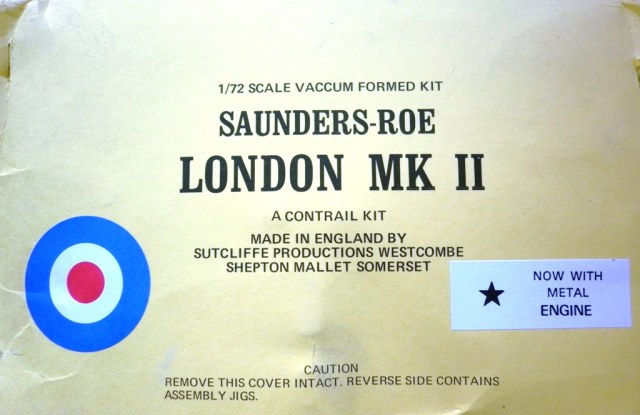 1/72 SCALE VACCUM FORMED KIT
SAUNDERS-ROE
LONDON MK II
A CONTRAIL KIT
MADE IN ENGLAND BY
SUTCLIFFE PRODUCTIONS WESTCOMBE
SHEPTON MALLET SOMERSET
NOW WITH
METAL
ENGINE
CAUTION
REMOVE THIS COVER INTACT. REVERSE SIDE CONTAINS
ASSEMBLY JIGS.